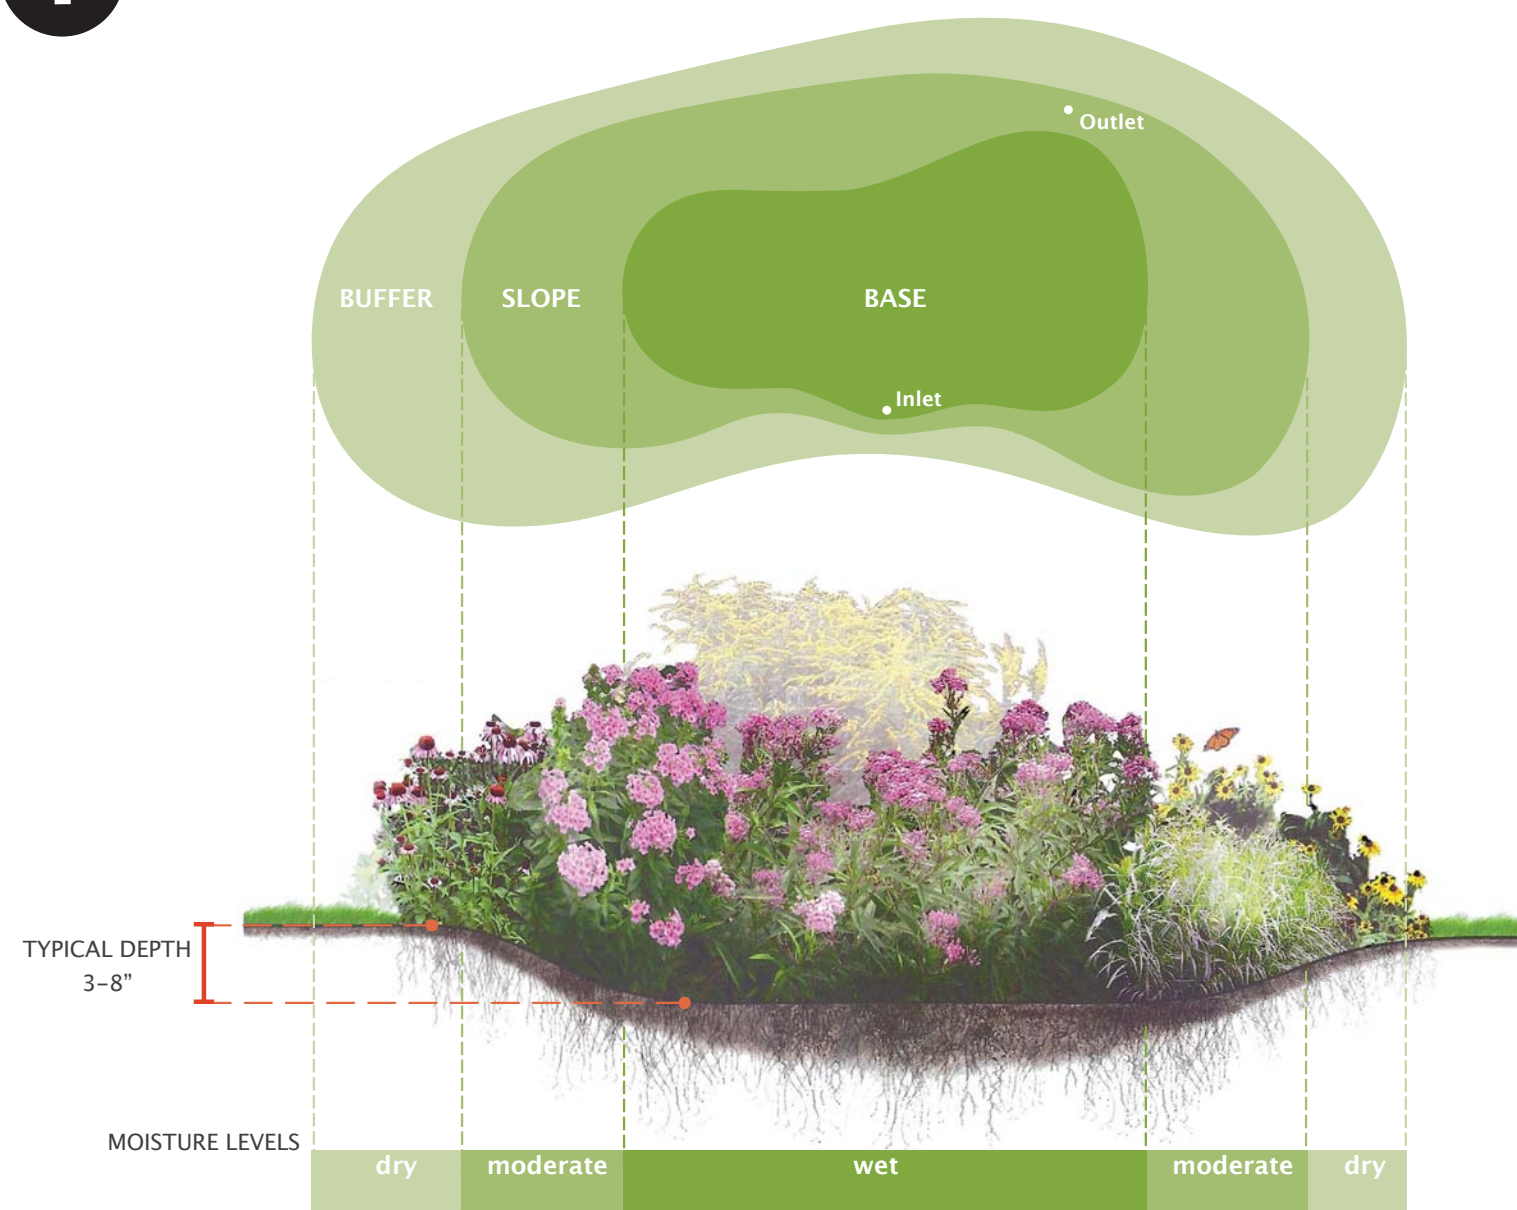 Outlet
BUFFER
SLOPE
BASE
Inlet
TYPICAL DEPTH
3–8”
MOISTURE LEVELS
dry
moderate
wet
moderate
dry